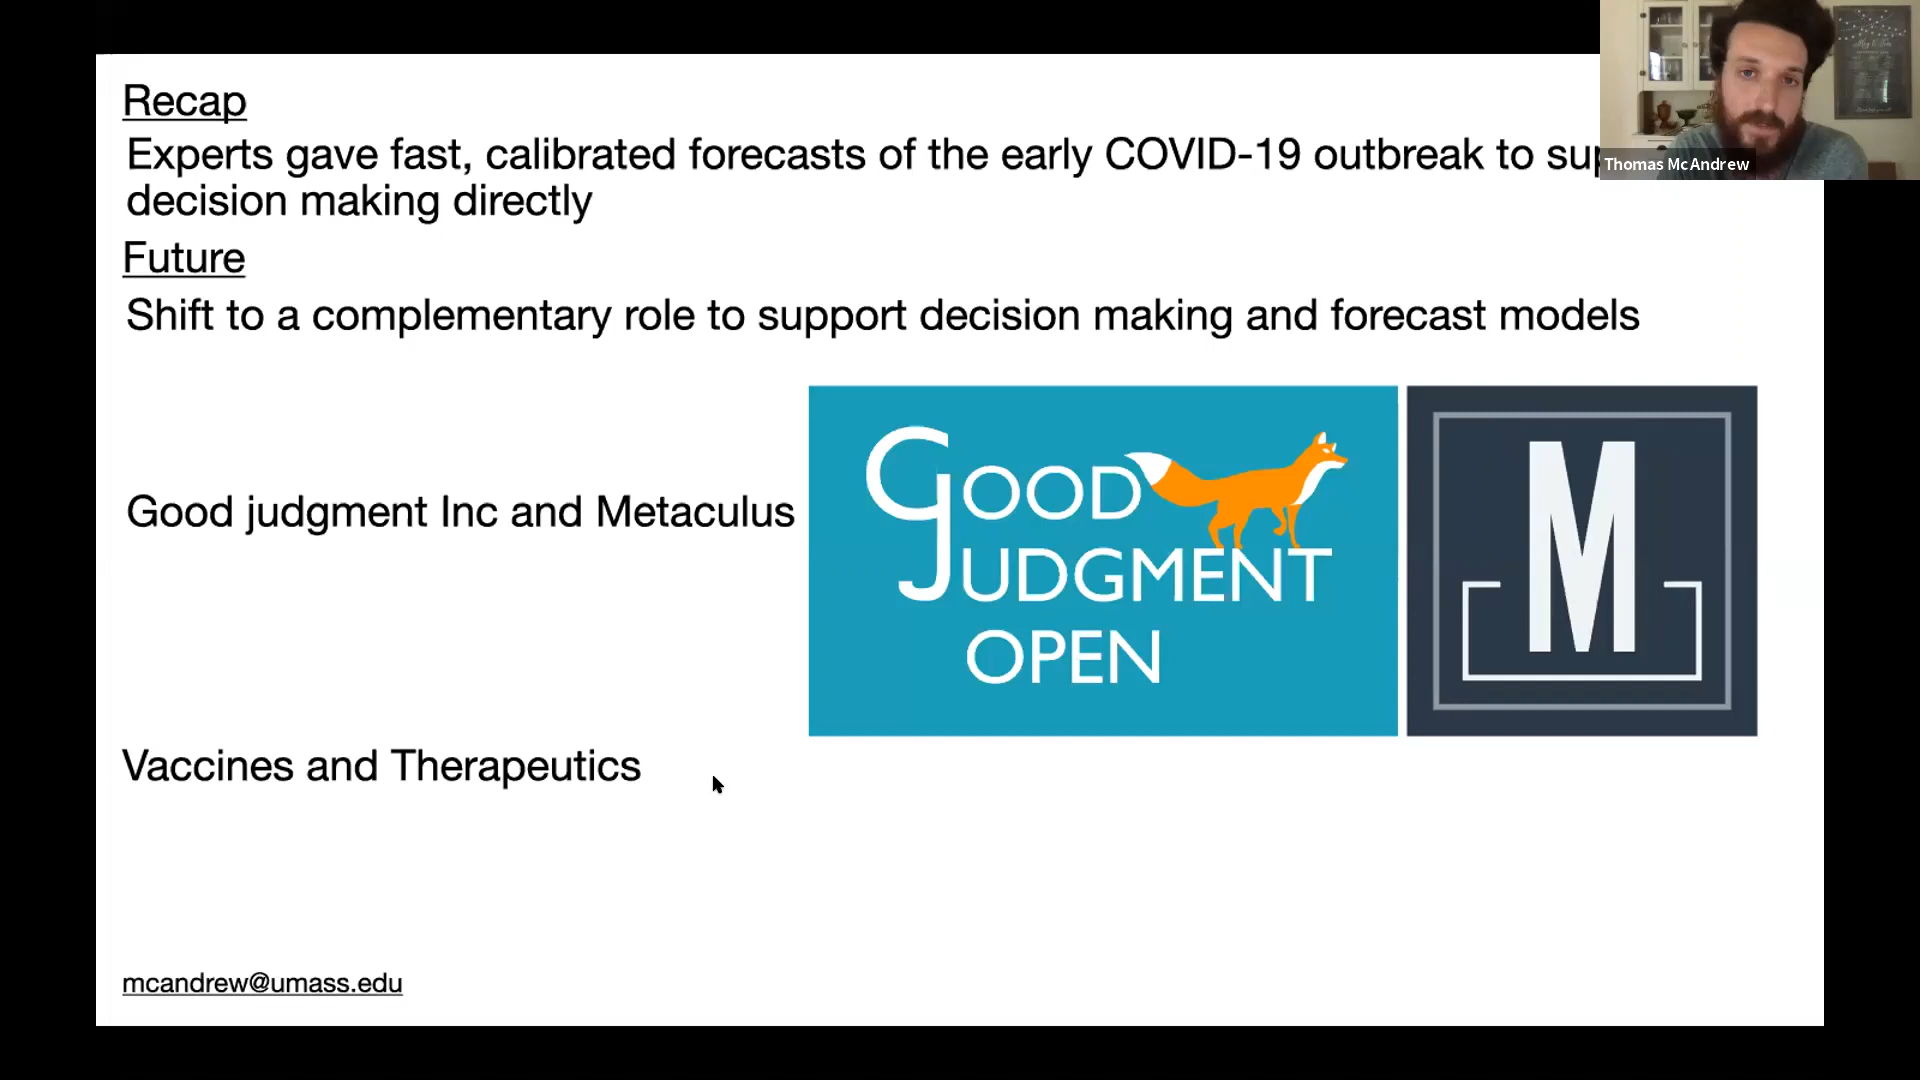 Recap
Experts gave fast, calibrated forecasts of the early COVID-19 outbreak to
decision making directly
Future
Shift to a complementary role to support decision making and forecast models
Good judgment Inc and Metaculus
GOOD
JUDGMENT
OPEN
M
Vaccines and Therapeutics
mcandrew@umass.edu
Thomas McAndrew